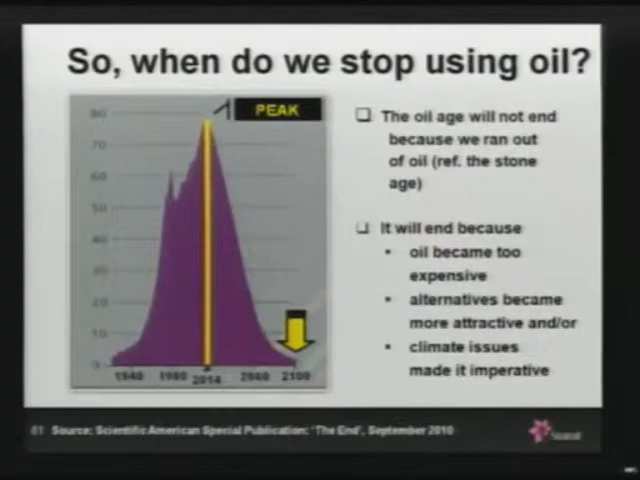 So, when do we stop using oil?
PEAK
80
70
60
50
40
30
20
10
0
1940 1980 2014 2060 2100
❑ The oil age will not end
because we ran out
of oil (ref. the stone
age)
❑ It will end because
• oil became too
expensive
• alternatives became
more attractive and/or
• climate issues
made it imperative
61 Source: Scientific American Special Publication: 'The End', September 2010
Statoil